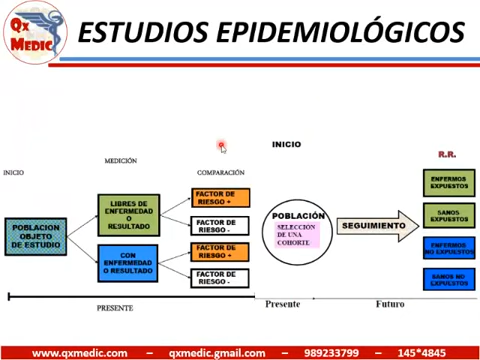 Qx
MEDIC
ESTUDIOS EPIDEMIOLÓGICOS
INICIO
MEDICIÓN
COMPARACIÓN
POBLACION
OBJETO
DE ESTUDIO
LIBRES DE
ENFERMEDAD
O
RESULTADO
CON
ENFERMEDAD
O RESULTADO
FACTOR DE
RIESGO +
FACTOR DE
RIESGO -
FACTOR DE
RIESGO +
FACTOR DE
RIESGO -
PRESENTE
INICIO
POBLACIÓN
SELECCIÓN
DE UNA
COHORTE
SEGUIMIENTO
R.R.
ENFERMOS
EXPUESTOS
SANOS
EXPUESTOS
ENFERMOS
NO EXPUESTOS
SANOS NO
EXPUESTOS
Presente
Futuro
www.qxmedic.com – qxmedic.gmail.com – 989233799 – 145*4845